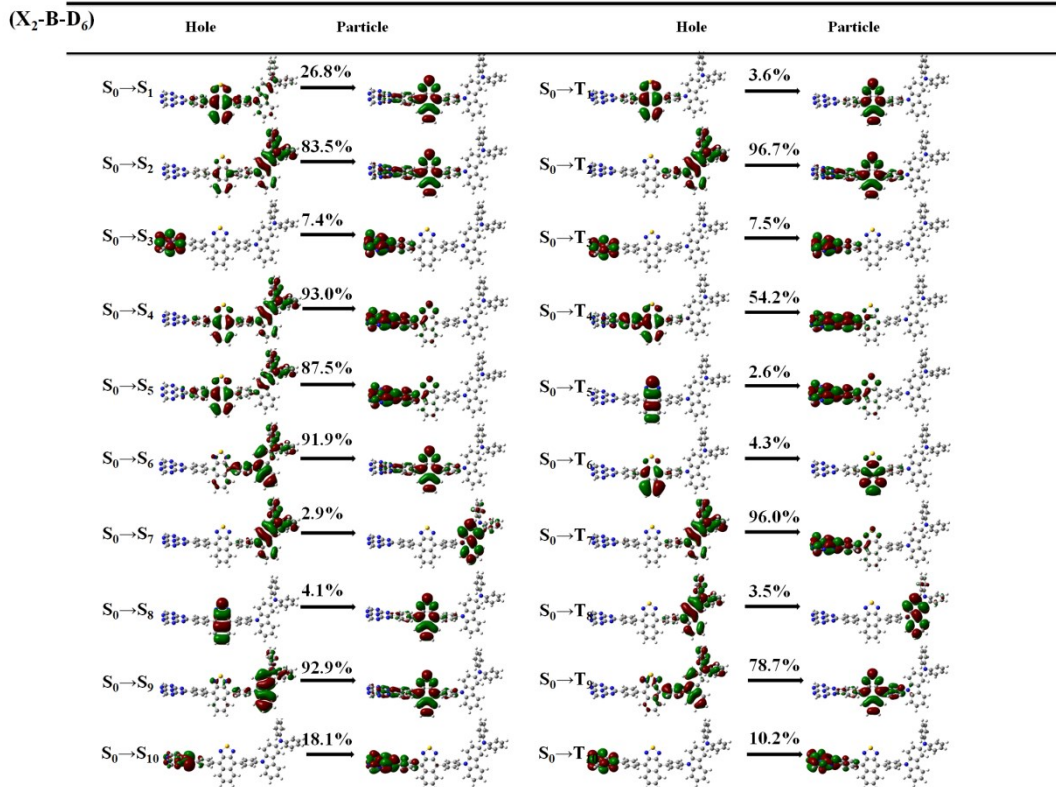 (X₂-B-D₆)
Hole Particle Hole Particle
S₀→S₁ 26.8% S₀→T₁ 3.6%
S₀→S₂ 83.5% S₀→T 96.7%
S₀→S₃ 7.4% S₀→T₃ 7.5%
S₀→S₄ 93.0% S₀→T₄ 54.2%
S₀→S₅ 87.5% S₀→T₅ 2.6%
S₀→S₆ 91.9% S₀→T₆ 4.3%
S₀→S₇ 2.9% S₀→T₇ 96.0%
S₀→S₈ 4.1% S₀→T₈ 3.5%
S₀→S₉ 92.9% S₀→T₉ 78.7%
S₀→S₁₀ 18.1% S₀→T₁₀ 10.2%